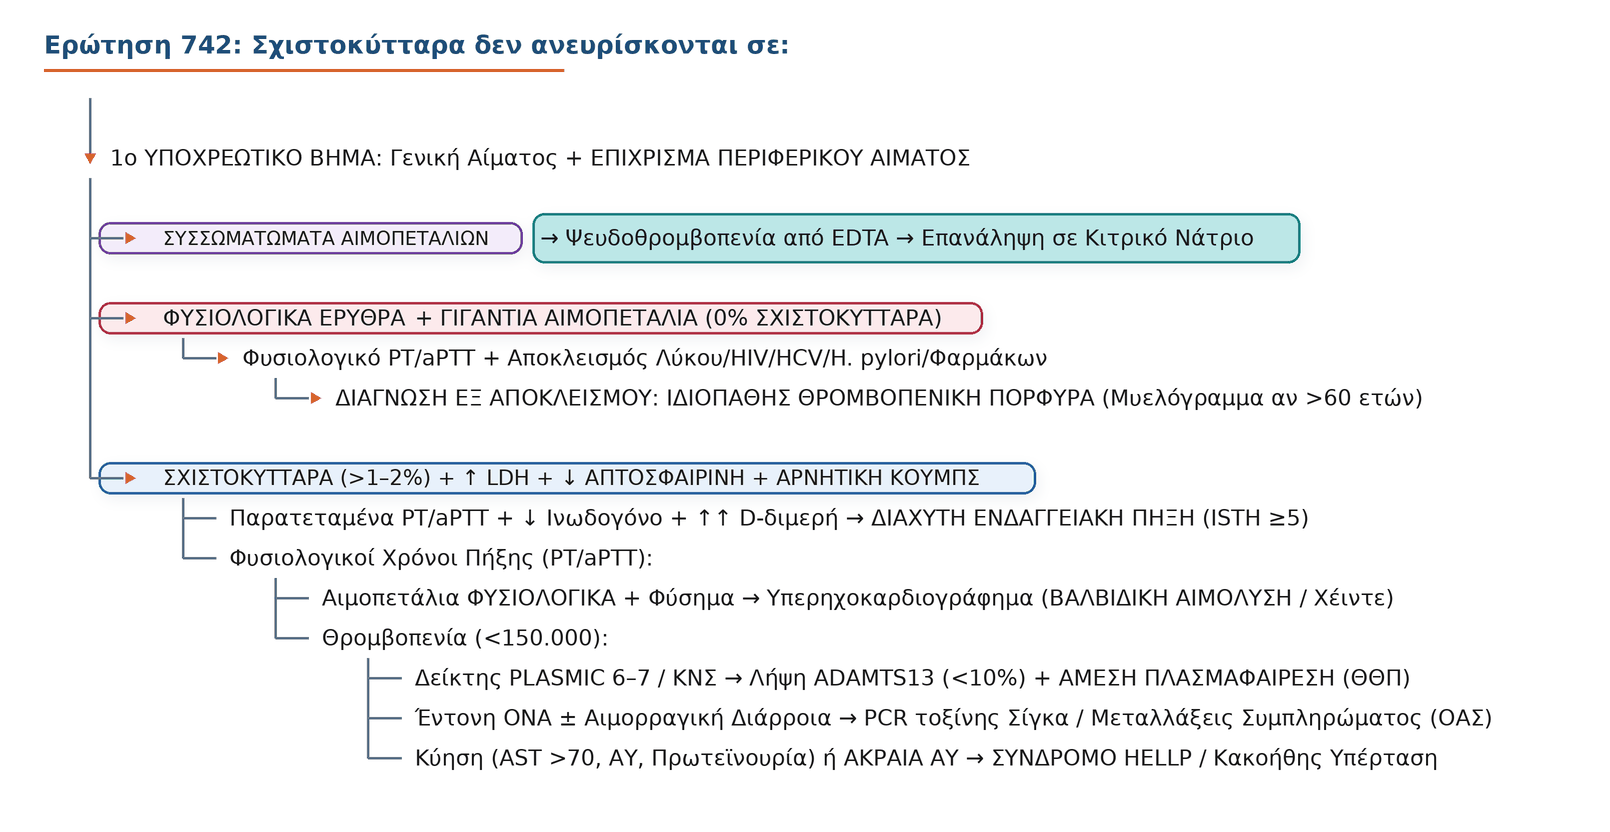 Ερώτηση 742: Σχιστοκύτταρα δεν ανευρίσκονται σε:
1ο ΥΠΟΧΡΕΩΤΙΚΟ ΒΗΜΑ: Γενική Αίματος + ΕΠΙΧΡΙΣΜΑ ΠΕΡΙΦΕΡΙΚΟΥ ΑΙΜΑΤΟΣ
ΣΥΣΣΩΜΑΤΩΜΑΤΑ ΑΙΜΟΠΕΤΑΛΙΩΝ → Ψευδοθρομβοπενία από EDTA → Επανάληψη σε Κιτρικό Νάτριο
ΦΥΣΙΟΛΟΓΙΚΑ ΕΡΥΘΡΑ + ΓΙΓΑΝΤΙΑ ΑΙΜΟΠΕΤΑΛΙΑ (0% ΣΧΙΣΤΟΚΥΤΤΑΡΑ)
Φυσιολογικό PT/aPTT + Αποκλεισμός Λύκου/HIV/HCV/H. pylori/Φαρμάκων
ΔΙΑΓΝΩΣΗ ΕΞ ΑΠΟΚΛΕΙΣΜΟΥ: ΙΔΙΟΠΑΘΗΣ ΘΡΟΜΒΟΠΕΝΙΚΗ ΠΟΡΦΥΡΑ (Μυελόγραμμα αν >60 ετών)
ΣΧΙΣΤΟΚΥΤΤΑΡΑ (>1–2%) + ↑ LDH + ↓ ΑΠΤΟΣΦΑΙΡΙΝΗ + ΑΡΝΗΤΙΚΗ ΚΟΥΜΠΣ
Παρατεταμένα PT/aPTT + ↓ Ινωδογόνο + ↑↑ D-διμερή → ΔΙΑΧΥΤΗ ΕΝΔΑΓΓΕΙΑΚΗ ΠΗΞΗ (ISTH ≥5)
Φυσιολογικοί Χρόνοι Πήξης (PT/aPTT):
Αιμοπετάλια ΦΥΣΙΟΛΟΓΙΚΑ + Φύσημα → Υπερηχοκαρδιογράφημα (ΒΑΛΒΙΔΙΚΗ ΑΙΜΟΛΥΣΗ / Χέιντε)
Θρομβοπενία (<150.000):
Δείκτης PLASMIC 6–7 / ΚΝΣ → Λήψη ADAMTS13 (<10%) + ΑΜΕΣΗ ΠΛΑΣΜΑΦΑΙΡΕΣΗ (ΘΘΠ)
Έντονη ΟΝΑ ± Αιμορραγική Διάρροια → PCR τοξίνης Σίγκα / Μεταλλάξεις Συμπληρώματος (ΟΑΣ)
Κύηση (AST >70, ΑΥ, Πρωτεϊνουρία) ή ΑΚΡΑΙΑ ΑΥ → ΣΥΝΔΡΟΜΟ HELLP / Κακοήθης Υπέρταση